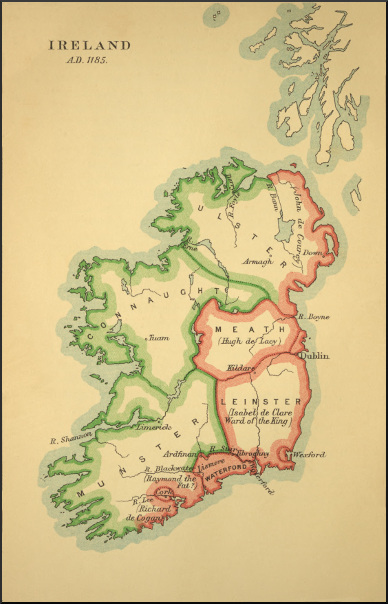 IRELAND
A.D. 1185.
ULSTER
R. Foyle
R. Bann
John de Courcy
Down
Armagh
Erne
CONNAUGHT
Tuam
MEATH
(Hugh de Lacy)
R. Boyne
Dublin
Kildare
LEINSTER
(Isabel de Clare
Ward of the King)
R. Shannon
Limerick
MUNSTER
Ardfinan
R. Suir
Wexford
R. Blackwater
Lismore
WATERFORD
Waterford
(Raymond the
Fat?)
Cork
R. Lee
(Richard
de Cogan)